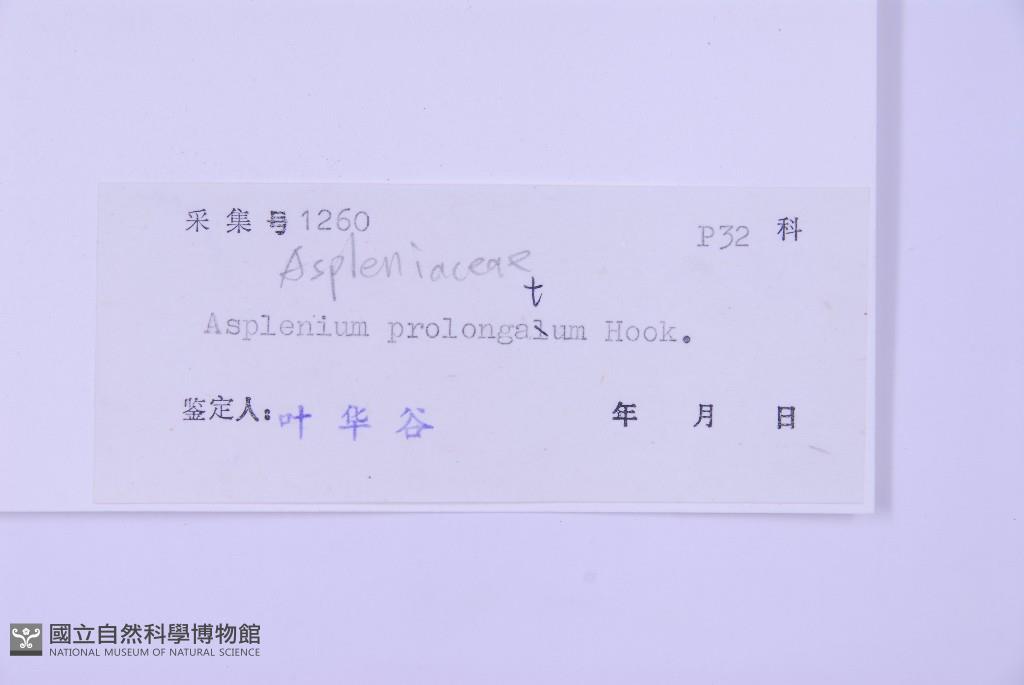 采集号1260 P32 科
Aspleniaceae
t
Asplenium prolongalum Hook.
鉴定人:叶华谷 年 月 日
國立自然科學博物館
NATIONAL MUSEUM OF NATURAL SCIENCE